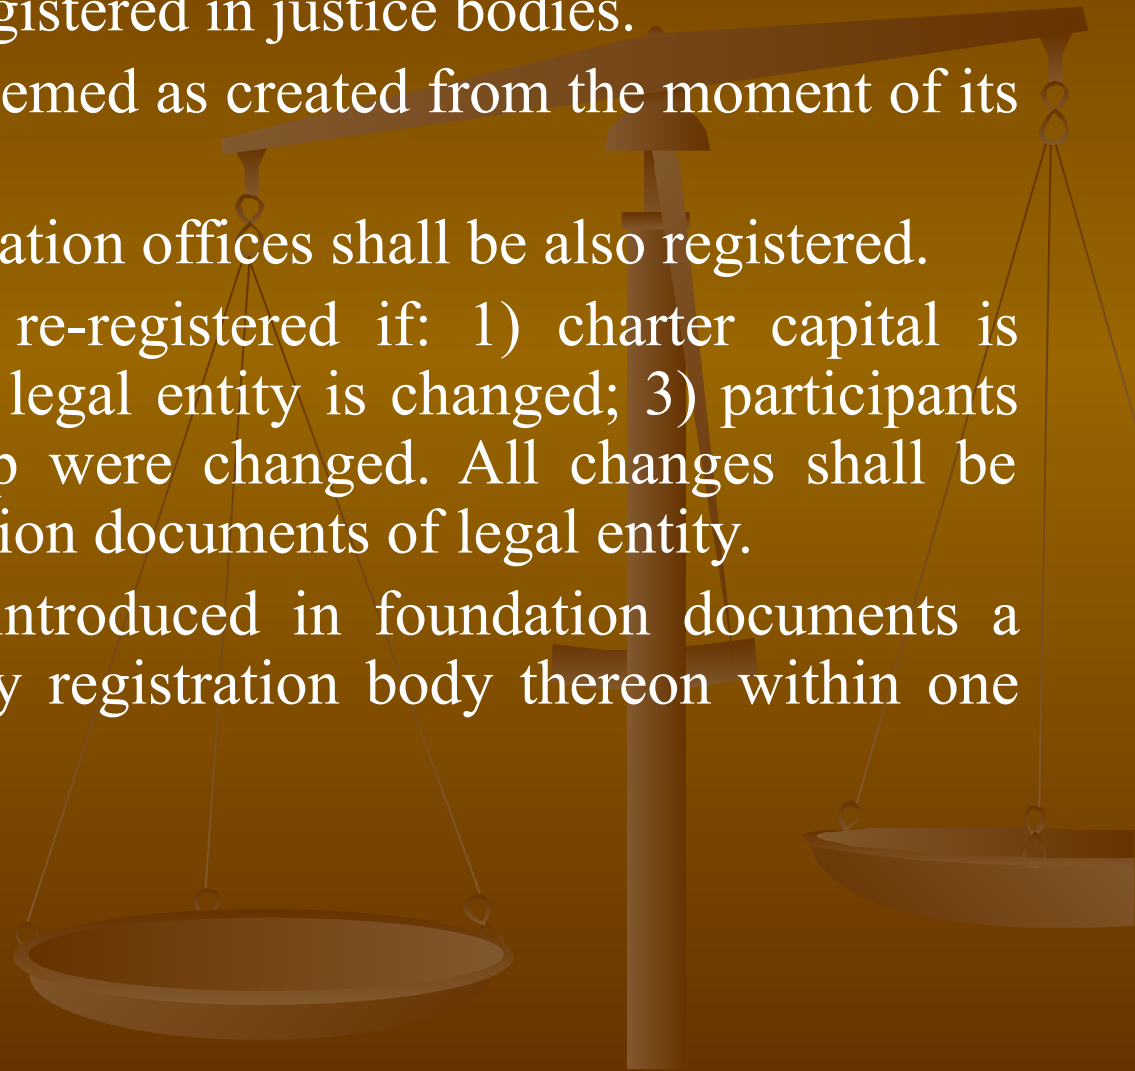 gistered in justice bodies.
emed as created from the moment of its
ation offices shall be also registered.
re-registered if: 1) charter capital is
legal entity is changed; 3) participants
were changed. All changes shall be
ion documents of legal entity.
introduced in foundation documents a
y registration body thereon within one